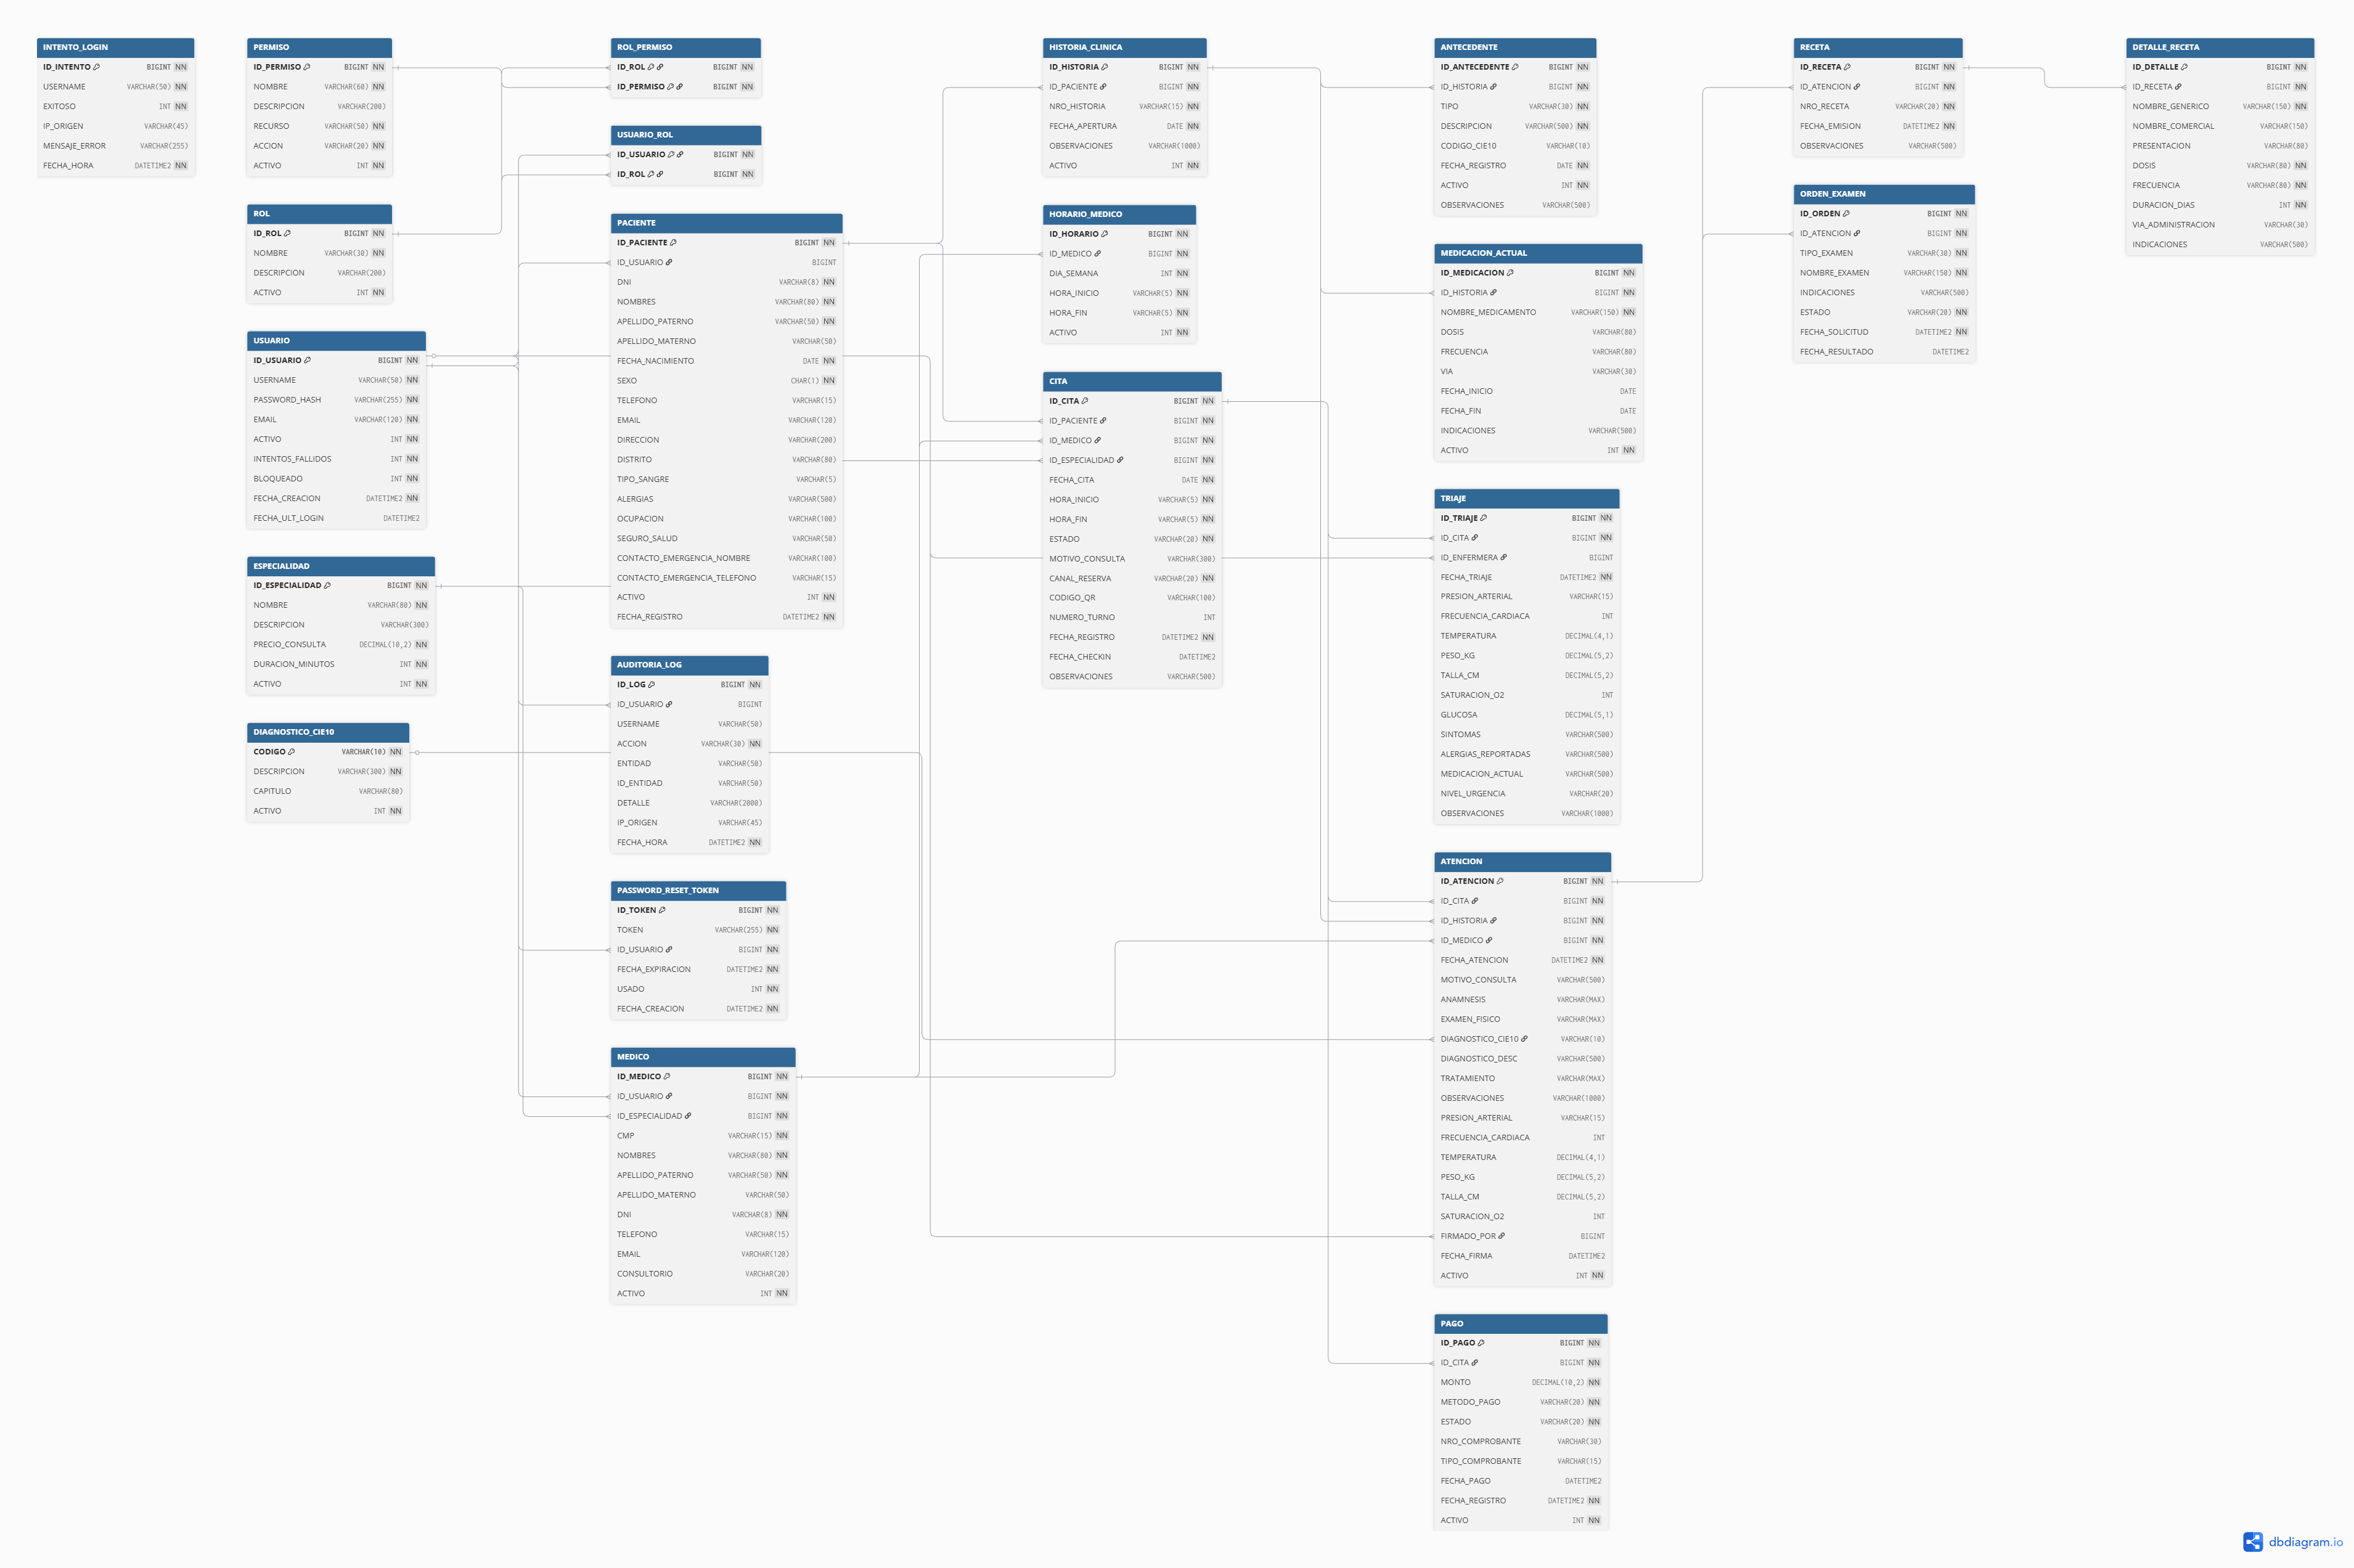 INTENTO_LOGIN
ID_INTENTO BIGINT NN
USERNAME VARCHAR(50) NN
EXITOSO INT NN
IP_ORIGEN VARCHAR(45)
MENSAJE_ERROR VARCHAR(255)
FECHA_HORA DATETIME2 NN
PERMISO
ID_PERMISO BIGINT NN
NOMBRE VARCHAR(60) NN
DESCRIPCION VARCHAR(200)
RECURSO VARCHAR(50) NN
ACCION VARCHAR(20) NN
ACTIVO INT NN
ROL
ID_ROL BIGINT NN
NOMBRE VARCHAR(30) NN
DESCRIPCION VARCHAR(200)
ACTIVO INT NN
USUARIO
ID_USUARIO BIGINT NN
USERNAME VARCHAR(50) NN
PASSWORD_HASH VARCHAR(255) NN
EMAIL VARCHAR(120) NN
ACTIVO INT NN
INTENTOS_FALLIDOS INT NN
BLOQUEADO INT NN
FECHA_CREACION DATETIME2 NN
FECHA_ULT_LOGIN DATETIME2
ESPECIALIDAD
ID_ESPECIALIDAD BIGINT NN
NOMBRE VARCHAR(80) NN
DESCRIPCION VARCHAR(300)
PRECIO_CONSULTA DECIMAL(10,2) NN
DURACION_MINUTOS INT NN
ACTIVO INT NN
DIAGNOSTICO_CIE10
CODIGO VARCHAR(10) NN
DESCRIPCION VARCHAR(300) NN
CAPITULO VARCHAR(80)
ACTIVO INT NN
ROL_PERMISO
ID_ROL BIGINT NN
ID_PERMISO BIGINT NN
USUARIO_ROL
ID_USUARIO BIGINT NN
ID_ROL BIGINT NN
PACIENTE
ID_PACIENTE BIGINT NN
ID_USUARIO BIGINT
DNI VARCHAR(8) NN
NOMBRES VARCHAR(80) NN
APELLIDO_PATERNO VARCHAR(50) NN
APELLIDO_MATERNO VARCHAR(50)
FECHA_NACIMIENTO DATE NN
SEXO CHAR(1) NN
TELEFONO VARCHAR(15)
EMAIL VARCHAR(120)
DIRECCION VARCHAR(200)
DISTRITO VARCHAR(80)
TIPO_SANGRE VARCHAR(5)
ALERGIAS VARCHAR(500)
OCUPACION VARCHAR(100)
SEGURO_SALUD VARCHAR(50)
CONTACTO_EMERGENCIA_NOMBRE VARCHAR(100)
CONTACTO_EMERGENCIA_TELEFONO VARCHAR(15)
ACTIVO INT NN
FECHA_REGISTRO DATETIME2 NN
AUDITORIA_LOG
ID_LOG BIGINT NN
ID_USUARIO BIGINT
USERNAME VARCHAR(50)
ACCION VARCHAR(30) NN
ENTIDAD VARCHAR(50)
ID_ENTIDAD VARCHAR(50)
DETALLE VARCHAR(2000)
IP_ORIGEN VARCHAR(45)
FECHA_HORA DATETIME2 NN
PASSWORD_RESET_TOKEN
ID_TOKEN BIGINT NN
TOKEN VARCHAR(255) NN
ID_USUARIO BIGINT NN
FECHA_EXPIRACION DATETIME2 NN
USADO INT NN
FECHA_CREACION DATETIME2 NN
MEDICO
ID_MEDICO BIGINT NN
ID_USUARIO BIGINT NN
ID_ESPECIALIDAD BIGINT NN
CMP VARCHAR(15) NN
NOMBRES VARCHAR(80) NN
APELLIDO_PATERNO VARCHAR(50) NN
APELLIDO_MATERNO VARCHAR(50)
DNI VARCHAR(8) NN
TELEFONO VARCHAR(15)
EMAIL VARCHAR(120)
CONSULTORIO VARCHAR(20)
ACTIVO INT NN
HISTORIA_CLINICA
ID_HISTORIA BIGINT NN
ID_PACIENTE BIGINT NN
NRO_HISTORIA VARCHAR(15) NN
FECHA_APERTURA DATE NN
OBSERVACIONES VARCHAR(1000)
ACTIVO INT NN
HORARIO_MEDICO
ID_HORARIO BIGINT NN
ID_MEDICO BIGINT NN
DIA_SEMANA INT NN
HORA_INICIO VARCHAR(5) NN
HORA_FIN VARCHAR(5) NN
ACTIVO INT NN
CITA
ID_CITA BIGINT NN
ID_PACIENTE BIGINT NN
ID_MEDICO BIGINT NN
ID_ESPECIALIDAD BIGINT NN
FECHA_CITA DATE NN
HORA_INICIO VARCHAR(5) NN
HORA_FIN VARCHAR(5) NN
ESTADO VARCHAR(20) NN
MOTIVO_CONSULTA VARCHAR(300)
CANAL_RESERVA VARCHAR(20) NN
CODIGO_QR VARCHAR(100)
NUMERO_TURNO INT
FECHA_REGISTRO DATETIME2 NN
FECHA_CHECKIN DATETIME2
OBSERVACIONES VARCHAR(500)
ANTECEDENTE
ID_ANTECEDENTE BIGINT NN
ID_HISTORIA BIGINT NN
TIPO VARCHAR(30) NN
DESCRIPCION VARCHAR(500) NN
CODIGO_CIE10 VARCHAR(10)
FECHA_REGISTRO DATE NN
ACTIVO INT NN
OBSERVACIONES VARCHAR(500)
MEDICACION_ACTUAL
ID_MEDICACION BIGINT NN
ID_HISTORIA BIGINT NN
NOMBRE_MEDICAMENTO VARCHAR(150) NN
DOSIS VARCHAR(80)
FRECUENCIA VARCHAR(80)
VIA VARCHAR(30)
FECHA_INICIO DATE
FECHA_FIN DATE
INDICACIONES VARCHAR(500)
ACTIVO INT NN
TRIAJE
ID_TRIAJE BIGINT NN
ID_CITA BIGINT NN
ID_ENFERMERA BIGINT
FECHA_TRIAJE DATETIME2 NN
PRESION_ARTERIAL VARCHAR(15)
FRECUENCIA_CARDIACA INT
TEMPERATURA DECIMAL(4,1)
PESO_KG DECIMAL(5,2)
TALLA_CM DECIMAL(5,2)
SATURACION_O2 INT
GLUCOSA DECIMAL(5,1)
SINTOMAS VARCHAR(500)
ALERGIAS_REPORTADAS VARCHAR(500)
MEDICACION_ACTUAL VARCHAR(500)
NIVEL_URGENCIA VARCHAR(20)
OBSERVACIONES VARCHAR(1000)
ATENCION
ID_ATENCION BIGINT NN
ID_CITA BIGINT NN
ID_HISTORIA BIGINT NN
ID_MEDICO BIGINT NN
FECHA_ATENCION DATETIME2 NN
MOTIVO_CONSULTA VARCHAR(500)
ANAMNESIS VARCHAR(MAX)
EXAMEN_FISICO VARCHAR(MAX)
DIAGNOSTICO_CIE10 VARCHAR(10)
DIAGNOSTICO_DESC VARCHAR(500)
TRATAMIENTO VARCHAR(MAX)
OBSERVACIONES VARCHAR(1000)
PRESION_ARTERIAL VARCHAR(15)
FRECUENCIA_CARDIACA INT
TEMPERATURA DECIMAL(4,1)
PESO_KG DECIMAL(5,2)
TALLA_CM DECIMAL(5,2)
SATURACION_O2 INT
FIRMADO_POR BIGINT
FECHA_FIRMA DATETIME2
ACTIVO INT NN
PAGO
ID_PAGO BIGINT NN
ID_CITA BIGINT NN
MONTO DECIMAL(10,2) NN
METODO_PAGO VARCHAR(20) NN
ESTADO VARCHAR(20) NN
NRO_COMPROBANTE VARCHAR(30)
TIPO_COMPROBANTE VARCHAR(15)
FECHA_PAGO DATETIME2
FECHA_REGISTRO DATETIME2 NN
ACTIVO INT NN
RECETA
ID_RECETA BIGINT NN
ID_ATENCION BIGINT NN
NRO_RECETA VARCHAR(20) NN
FECHA_EMISION DATETIME2 NN
OBSERVACIONES VARCHAR(500)
ORDEN_EXAMEN
ID_ORDEN BIGINT NN
ID_ATENCION BIGINT NN
TIPO_EXAMEN VARCHAR(30) NN
NOMBRE_EXAMEN VARCHAR(150) NN
INDICACIONES VARCHAR(500)
ESTADO VARCHAR(20) NN
FECHA_SOLICITUD DATETIME2 NN
FECHA_RESULTADO DATETIME2
DETALLE_RECETA
ID_DETALLE BIGINT NN
ID_RECETA BIGINT NN
NOMBRE_GENERICO VARCHAR(150) NN
NOMBRE_COMERCIAL VARCHAR(150)
PRESENTACION VARCHAR(80)
DOSIS VARCHAR(80) NN
FRECUENCIA VARCHAR(80) NN
DURACION_DIAS INT NN
VIA_ADMINISTRACION VARCHAR(30)
INDICACIONES VARCHAR(500)
dbdiagram.io